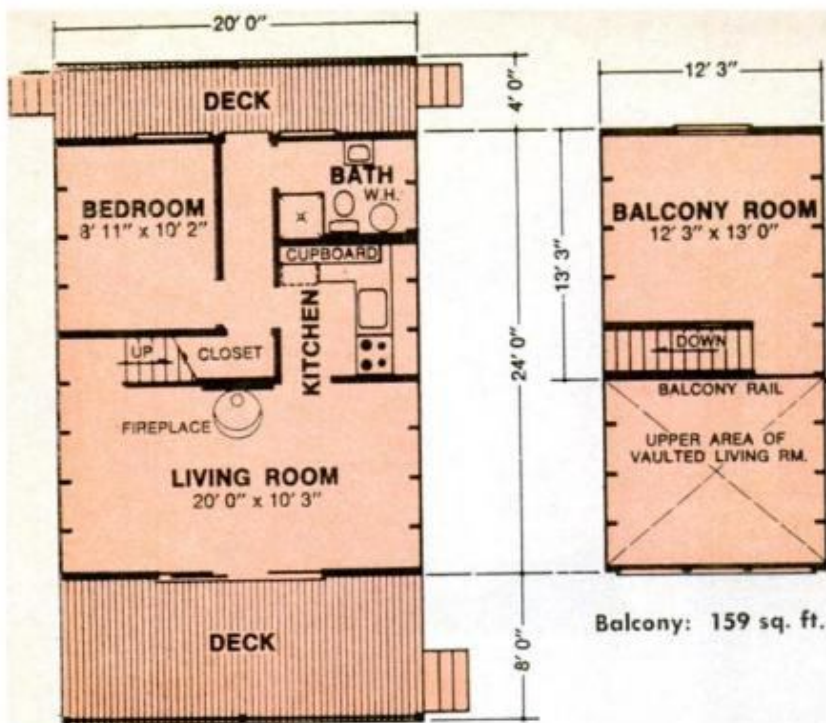 20' 0"
DECK
4' 0"
BEDROOM
8' 11" x 10' 2"
BATH
W.H.
CUPBOARD
KITCHEN
UP
CLOSET
FIREPLACE
LIVING ROOM
20' 0" x 10' 3"
24' 0"
DECK
8' 0"
12' 3"
BALCONY ROOM
12' 3" x 13' 0"
13' 3"
DOWN
BALCONY RAIL
UPPER AREA OF
VAULTED LIVING RM.
Balcony: 159 sq. ft.